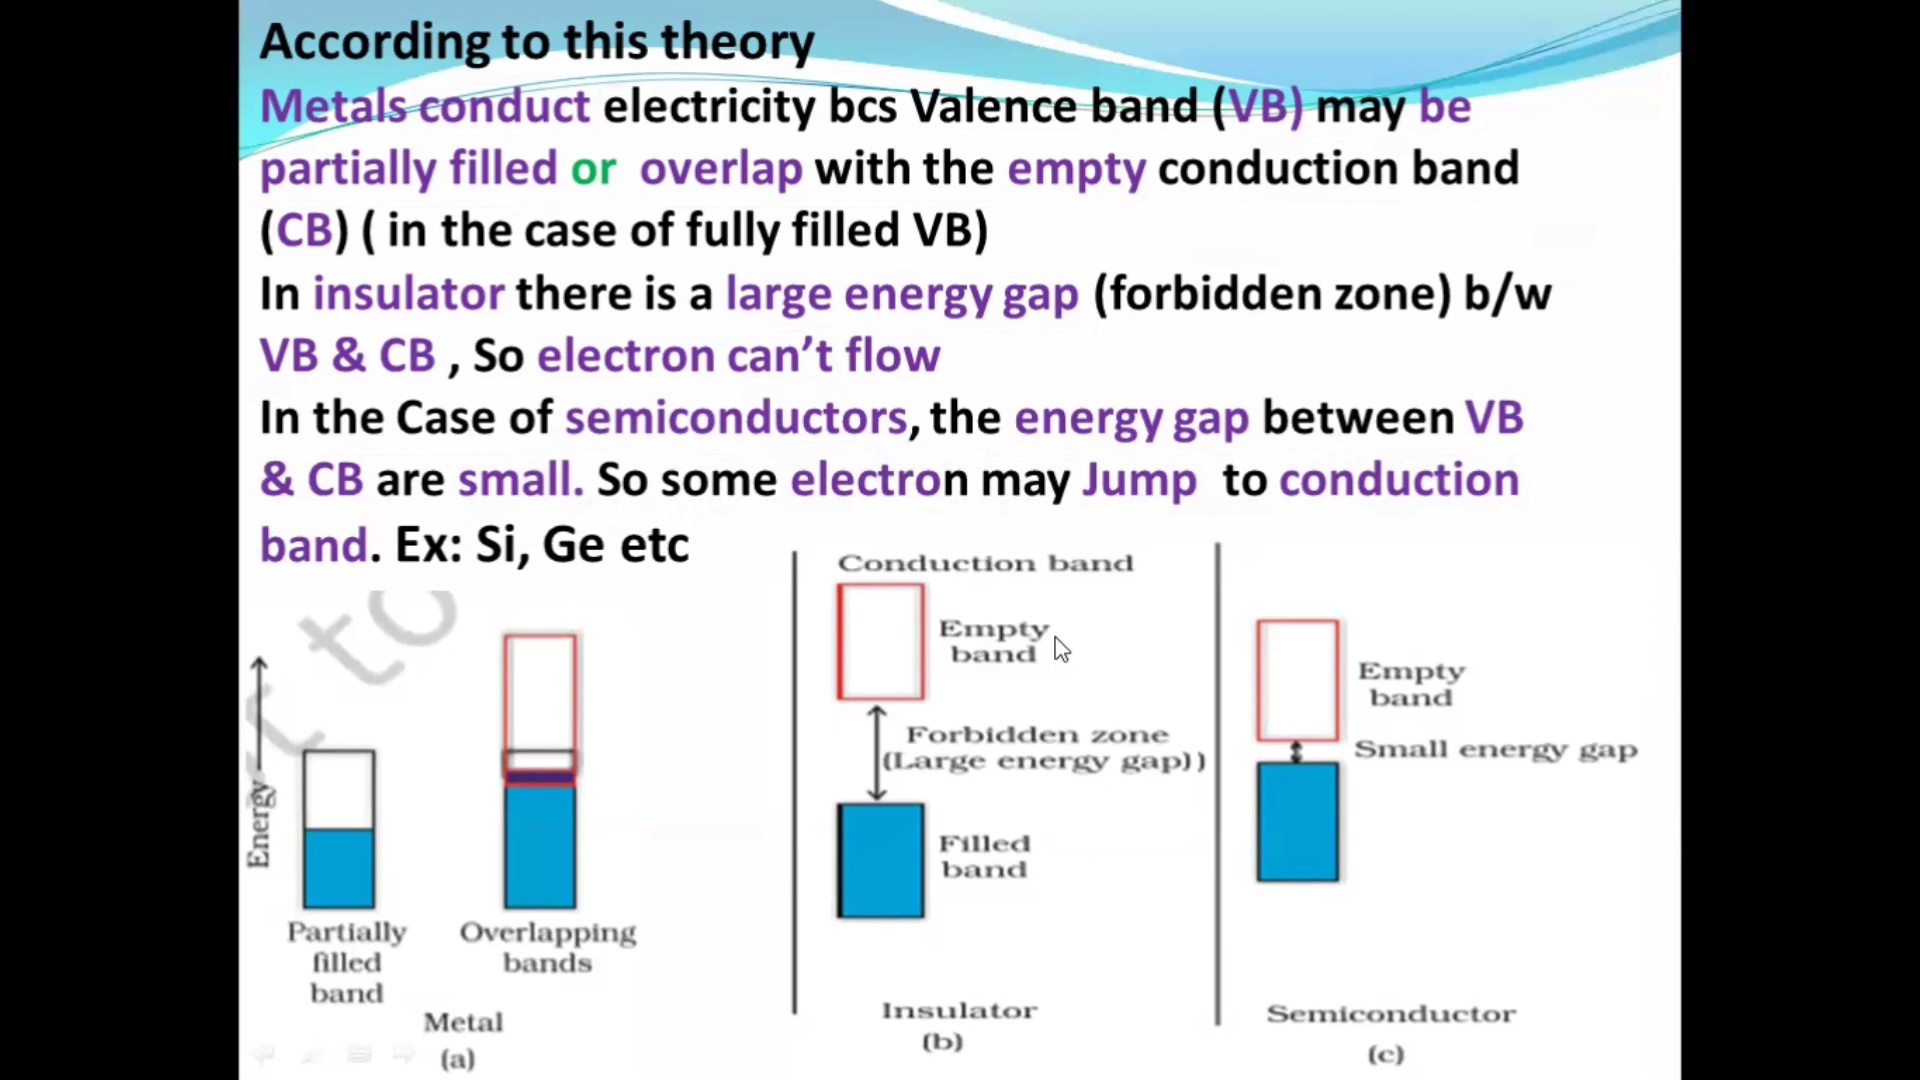 According to this theory
Metals conduct electricity bcs Valence band (VB) may be
partially filled or overlap with the empty conduction band
(CB) ( in the case of fully filled VB)
In insulator there is a large energy gap (forbidden zone) b/w
VB & CB , So electron can’t flow
In the Case of semiconductors, the energy gap between VB
& CB are small. So some electron may Jump to conduction
band. Ex: Si, Ge etc
to
Energy
Partially
filled
band
Overlapping
bands
Metal
(a)
Conduction band
Empty
band
Forbidden zone
(Large energy gap))
Filled
band
Insulator
(b)
Empty
band
Small energy gap
Semiconductor
(c)